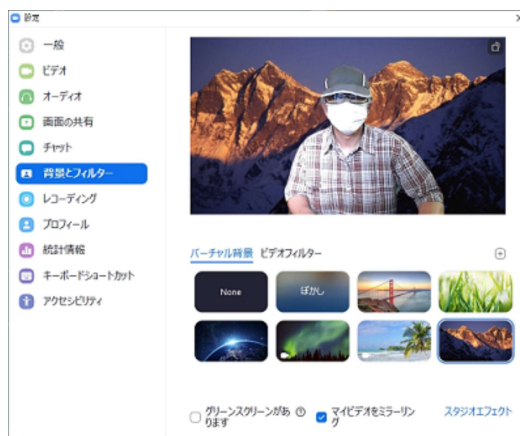 設定
一般
ビデオ
オーディオ
画面の共有
チャット
背景とフィルター
レコーディング
プロフィール
統計情報
キーボードショートカット
アクセシビリティ
バーチャル背景 ビデオフィルター
None
ぼかし
グリーンスクリーンがあ
ります
マイビデオをミラーリン
グ
スタジオエフェクト